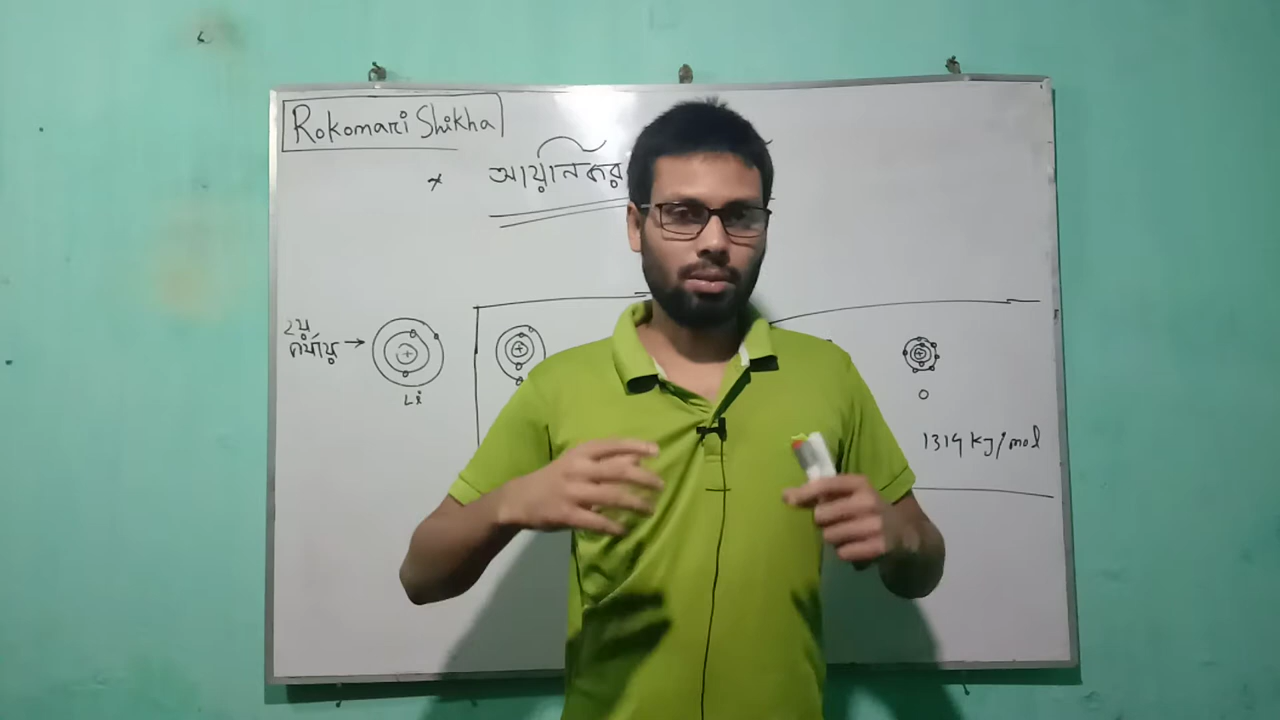 Rokomari Shikha
* আয়নিকর
২য়
পর্যায় →
Li
O
1314 kJ/mol